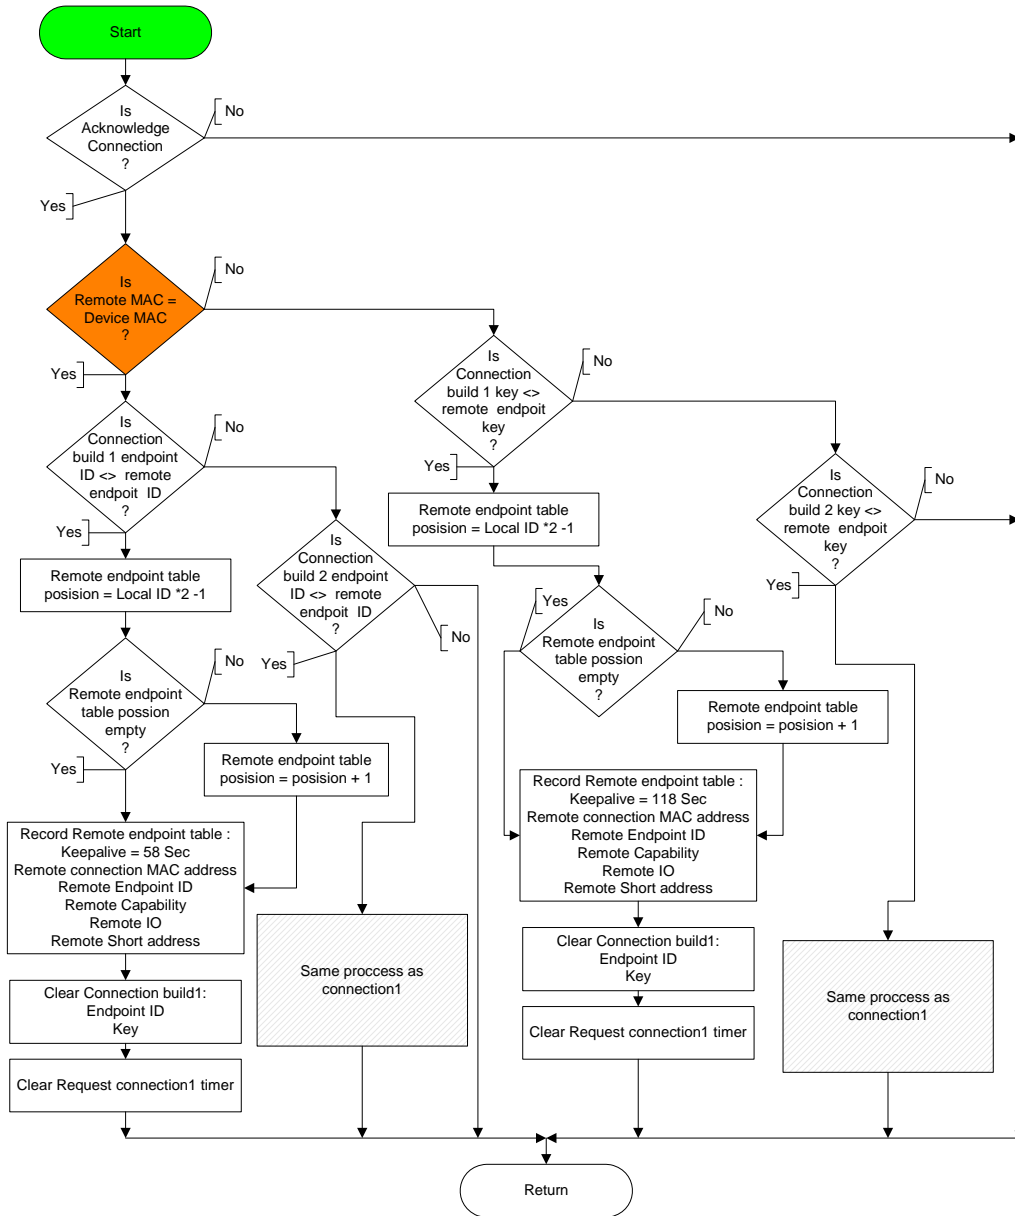 Start
Is
Acknowledge
Connection
?
No
Yes
Is
Remote MAC =
Device MAC
?
No
Yes
Is
Connection
build 1 endpoint
ID <>  remote
endpoit  ID
?
No
Yes
Remote endpoint table
posision = Local ID *2 -1
Is
Remote endpoint
table possion
empty
?
No
Yes
Remote endpoint table
posision = posision + 1
Record Remote endpoint table :
Keepalive = 58 Sec
Remote connection MAC address
Remote Endpoint ID
Remote Capability
Remote IO
Remote Short address
Clear Connection build1:
Endpoint ID
Key
Clear Request connection1 timer
Is
Connection
build 2 endpoint
ID <>  remote
endpoit  ID
?
No
Yes
Same proccess as
connection1
Is
Connection
build 1 key <>
remote  endpoit
key
?
No
Yes
Remote endpoint table
posision = Local ID *2 -1
Yes
Is
Remote endpoint
table possion
empty
?
No
Remote endpoint table
posision = posision + 1
Record Remote endpoint table :
Keepalive = 118 Sec
Remote connection MAC address
Remote Endpoint ID
Remote Capability
Remote IO
Remote Short address
Clear Connection build1:
Endpoint ID
Key
Clear Request connection1 timer
Is
Connection
build 2 key <>
remote  endpoit
key
?
No
Yes
Same proccess as
connection1
Return